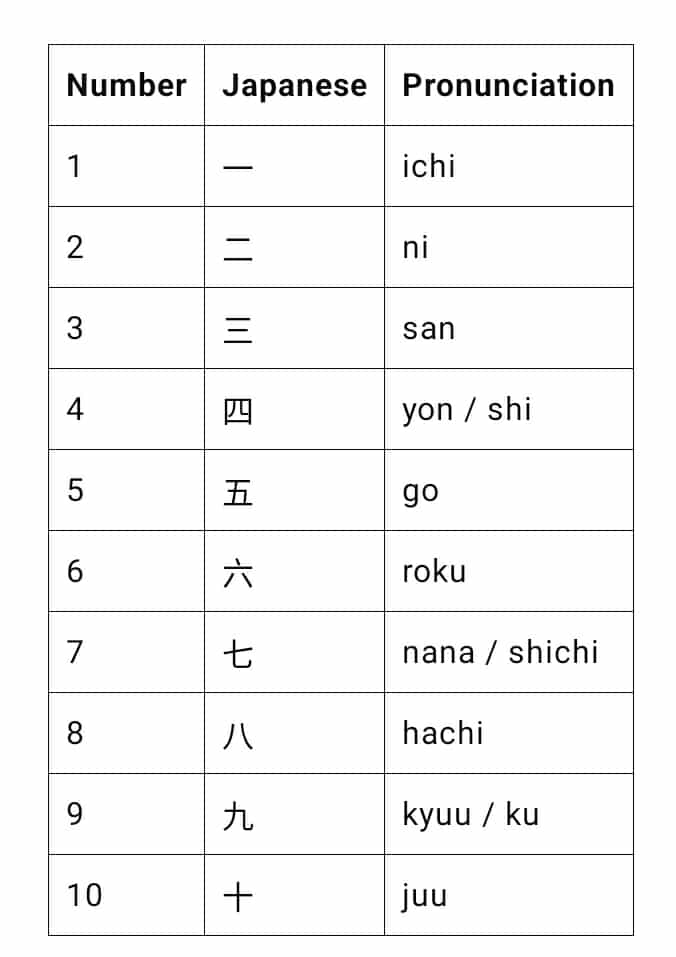 Number Japanese Pronunciation
1 一 ichi
2 二 ni
3 三 san
4 四 yon / shi
5 五 go
6 六 roku
7 七 nana / shichi
8 八 hachi
9 九 kyuu / ku
10 十 juu